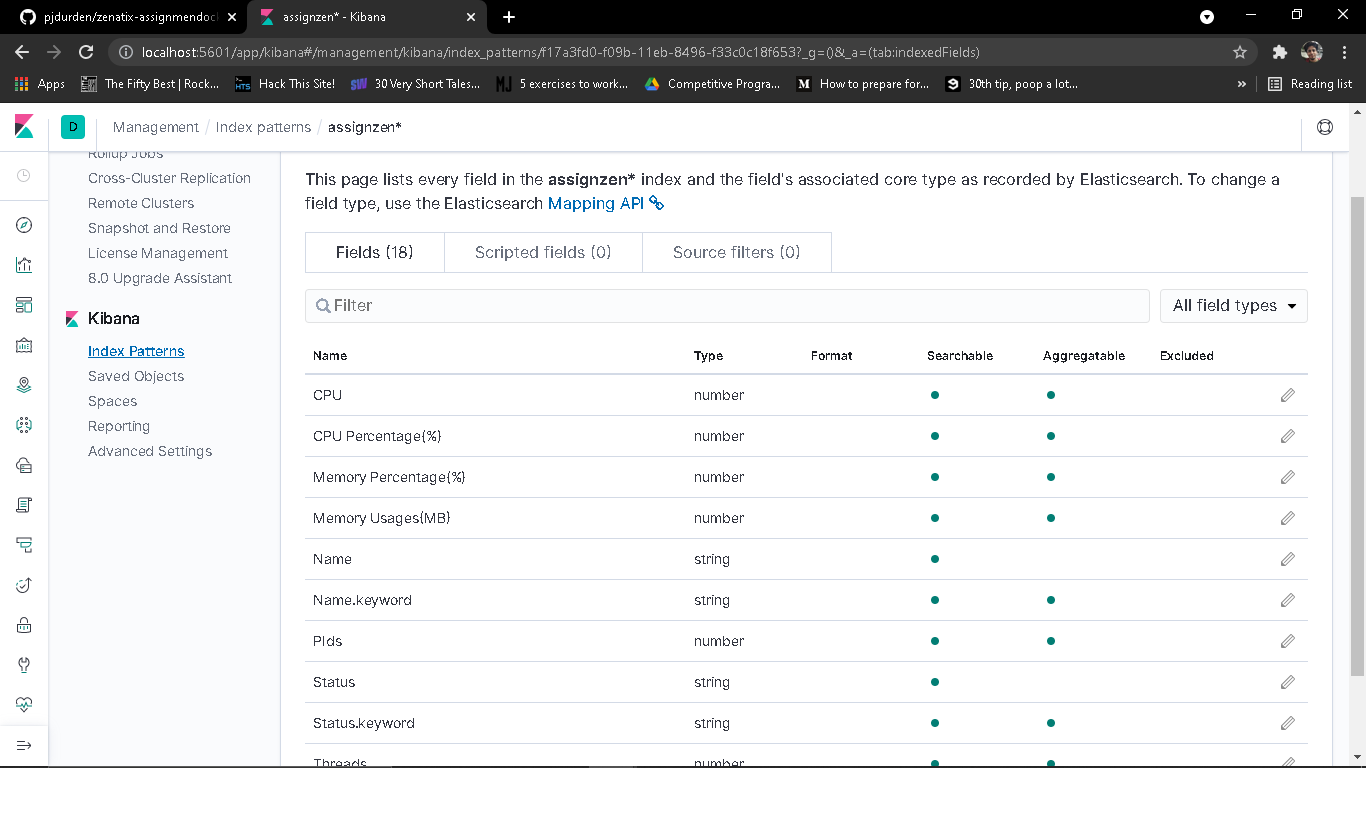 pjdurden/zenatix-assignmendock
assignzen* - Kibana
localhost:5601/app/kibana#/management/kibana/index_patterns/f17a3fd0-f09b-11eb-8496-f33c0c18f653?_g=()&_a=(tab:indexedFields)
Apps
The Fifty Best | Rock...
Hack This Site!
30 Very Short Tales...
5 exercises to work...
Competitive Progra...
How to prepare for...
30th tip, poop a lot...
»
Reading list
D
Management / Index patterns / assignzen*
Rollup Jobs
Cross-Cluster Replication
Remote Clusters
Snapshot and Restore
License Management
8.0 Upgrade Assistant
Kibana
Index Patterns
Saved Objects
Spaces
Reporting
Advanced Settings
This page lists every field in the assignzen* index and the field's associated core type as recorded by Elasticsearch. To change a
field type, use the Elasticsearch Mapping API
Fields (18) Scripted fields (0) Source filters (0)
Filter All field types
Name Type Format Searchable Aggregatable Excluded
CPU number
CPU Percentage(%) number
Memory Percentage(%) number
Memory Usages(MB) number
Name string
Name.keyword string
PIds number
Status string
Status.keyword string
Threads number